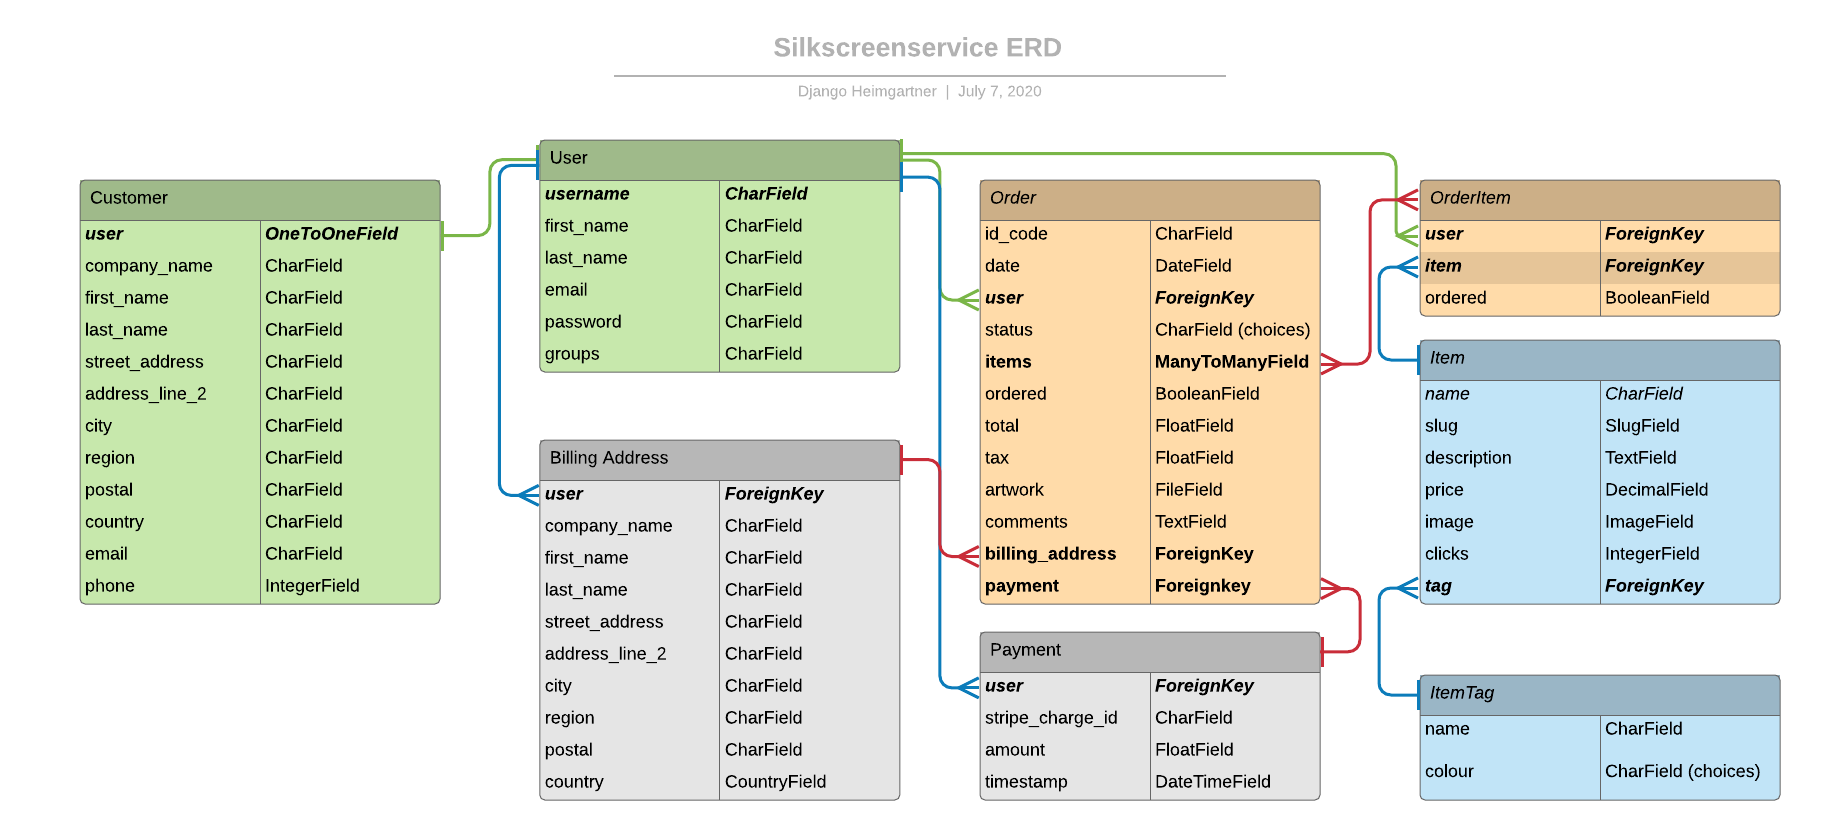 Silkscreenservice ERD
Django Heimgartner | July 7, 2020
Customer
user OneToOneField
company_name CharField
first_name CharField
last_name CharField
street_address CharField
address_line_2 CharField
city CharField
region CharField
postal CharField
country CharField
email CharField
phone IntegerField
User
username CharField
first_name CharField
last_name CharField
email CharField
password CharField
groups CharField
Billing Address
user ForeignKey
company_name CharField
first_name CharField
last_name CharField
street_address CharField
address_line_2 CharField
city CharField
region CharField
postal CharField
country CountryField
Order
id_code CharField
date DateField
user ForeignKey
status CharField (choices)
items ManyToManyField
ordered BooleanField
total FloatField
tax FloatField
artwork FileField
comments TextField
billing_address ForeignKey
payment Foreignkey
Payment
user ForeignKey
stripe_charge_id CharField
amount FloatField
timestamp DateTimeField
OrderItem
user ForeignKey
item ForeignKey
ordered BooleanField
Item
name CharField
slug SlugField
description TextField
price DecimalField
image ImageField
clicks IntegerField
tag ForeignKey
ItemTag
name CharField
colour CharField (choices)